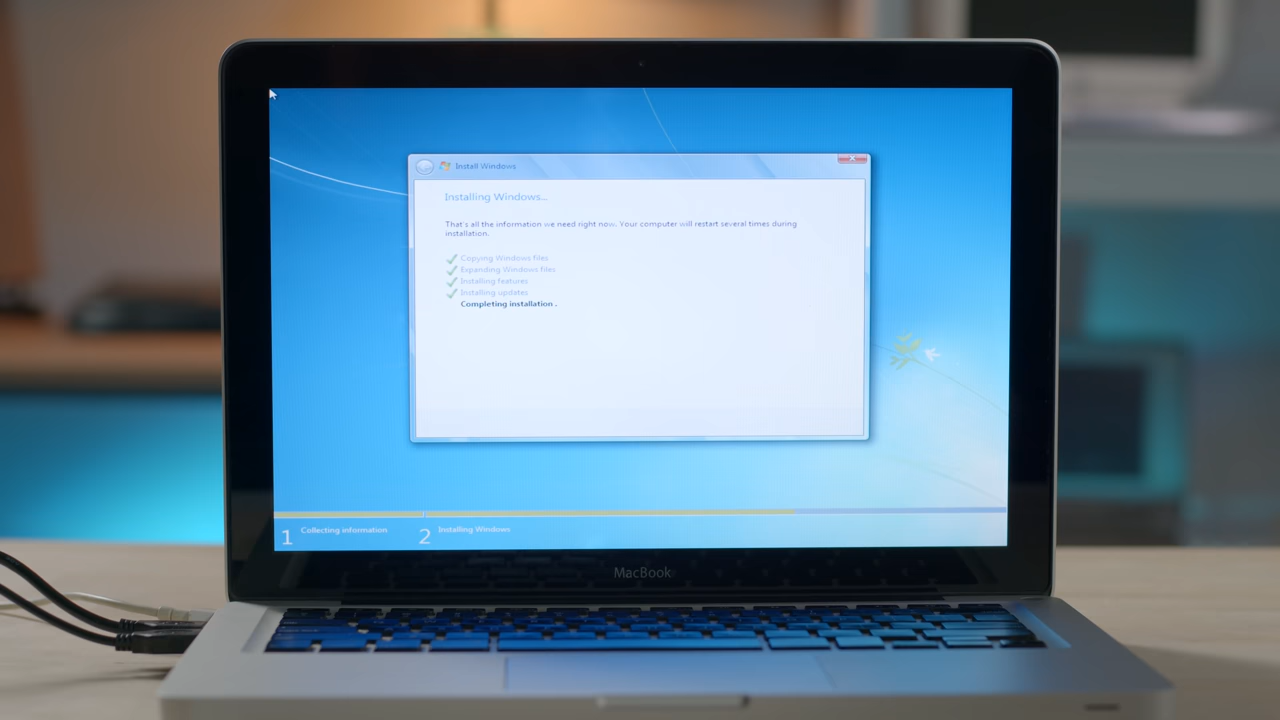 Install Windows
Installing Windows...
That's all the information we need right now. Your computer will restart several times during
installation.
Copying Windows files
Expanding Windows files
Installing features
Installing updates
Completing installation .
1 Collecting information
2 Installing Windows
MacBook